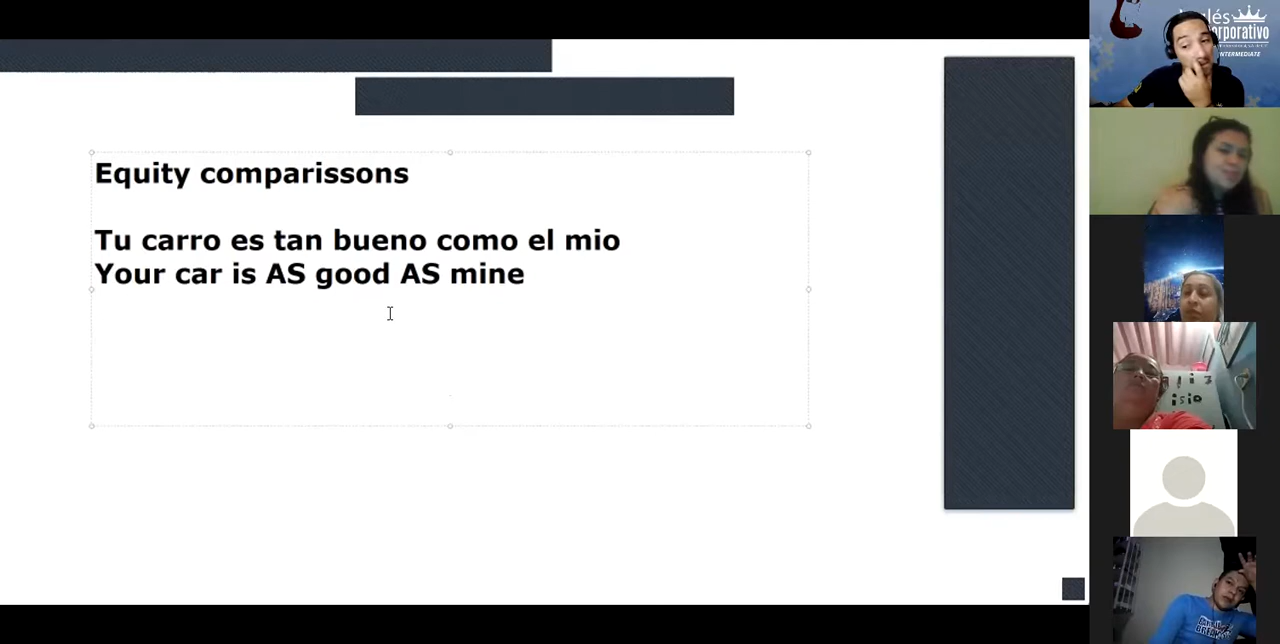 Equity comparissons
Tu carro es tan bueno como el mio
Your car is AS good AS mine